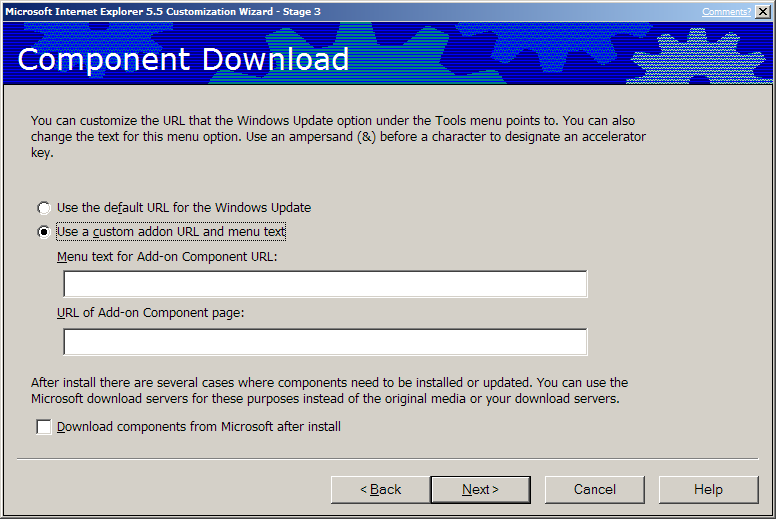 Microsoft Internet Explorer 5.5 Customization Wizard - Stage 3
Comments?
Component Download
You can customize the URL that the Windows Update option under the Tools menu points to. You can also
change the text for this menu option. Use an ampersand (&) before a character to designate an accelerator
key.
Use the default URL for the Windows Update
Use a custom addon URL and menu text
Menu text for Add-on Component URL:
URL of Add-on Component page:
After install there are several cases where components need to be installed or updated. You can use the
Microsoft download servers for these purposes instead of the original media or your download servers.
Download components from Microsoft after install
< Back
Next >
Cancel
Help